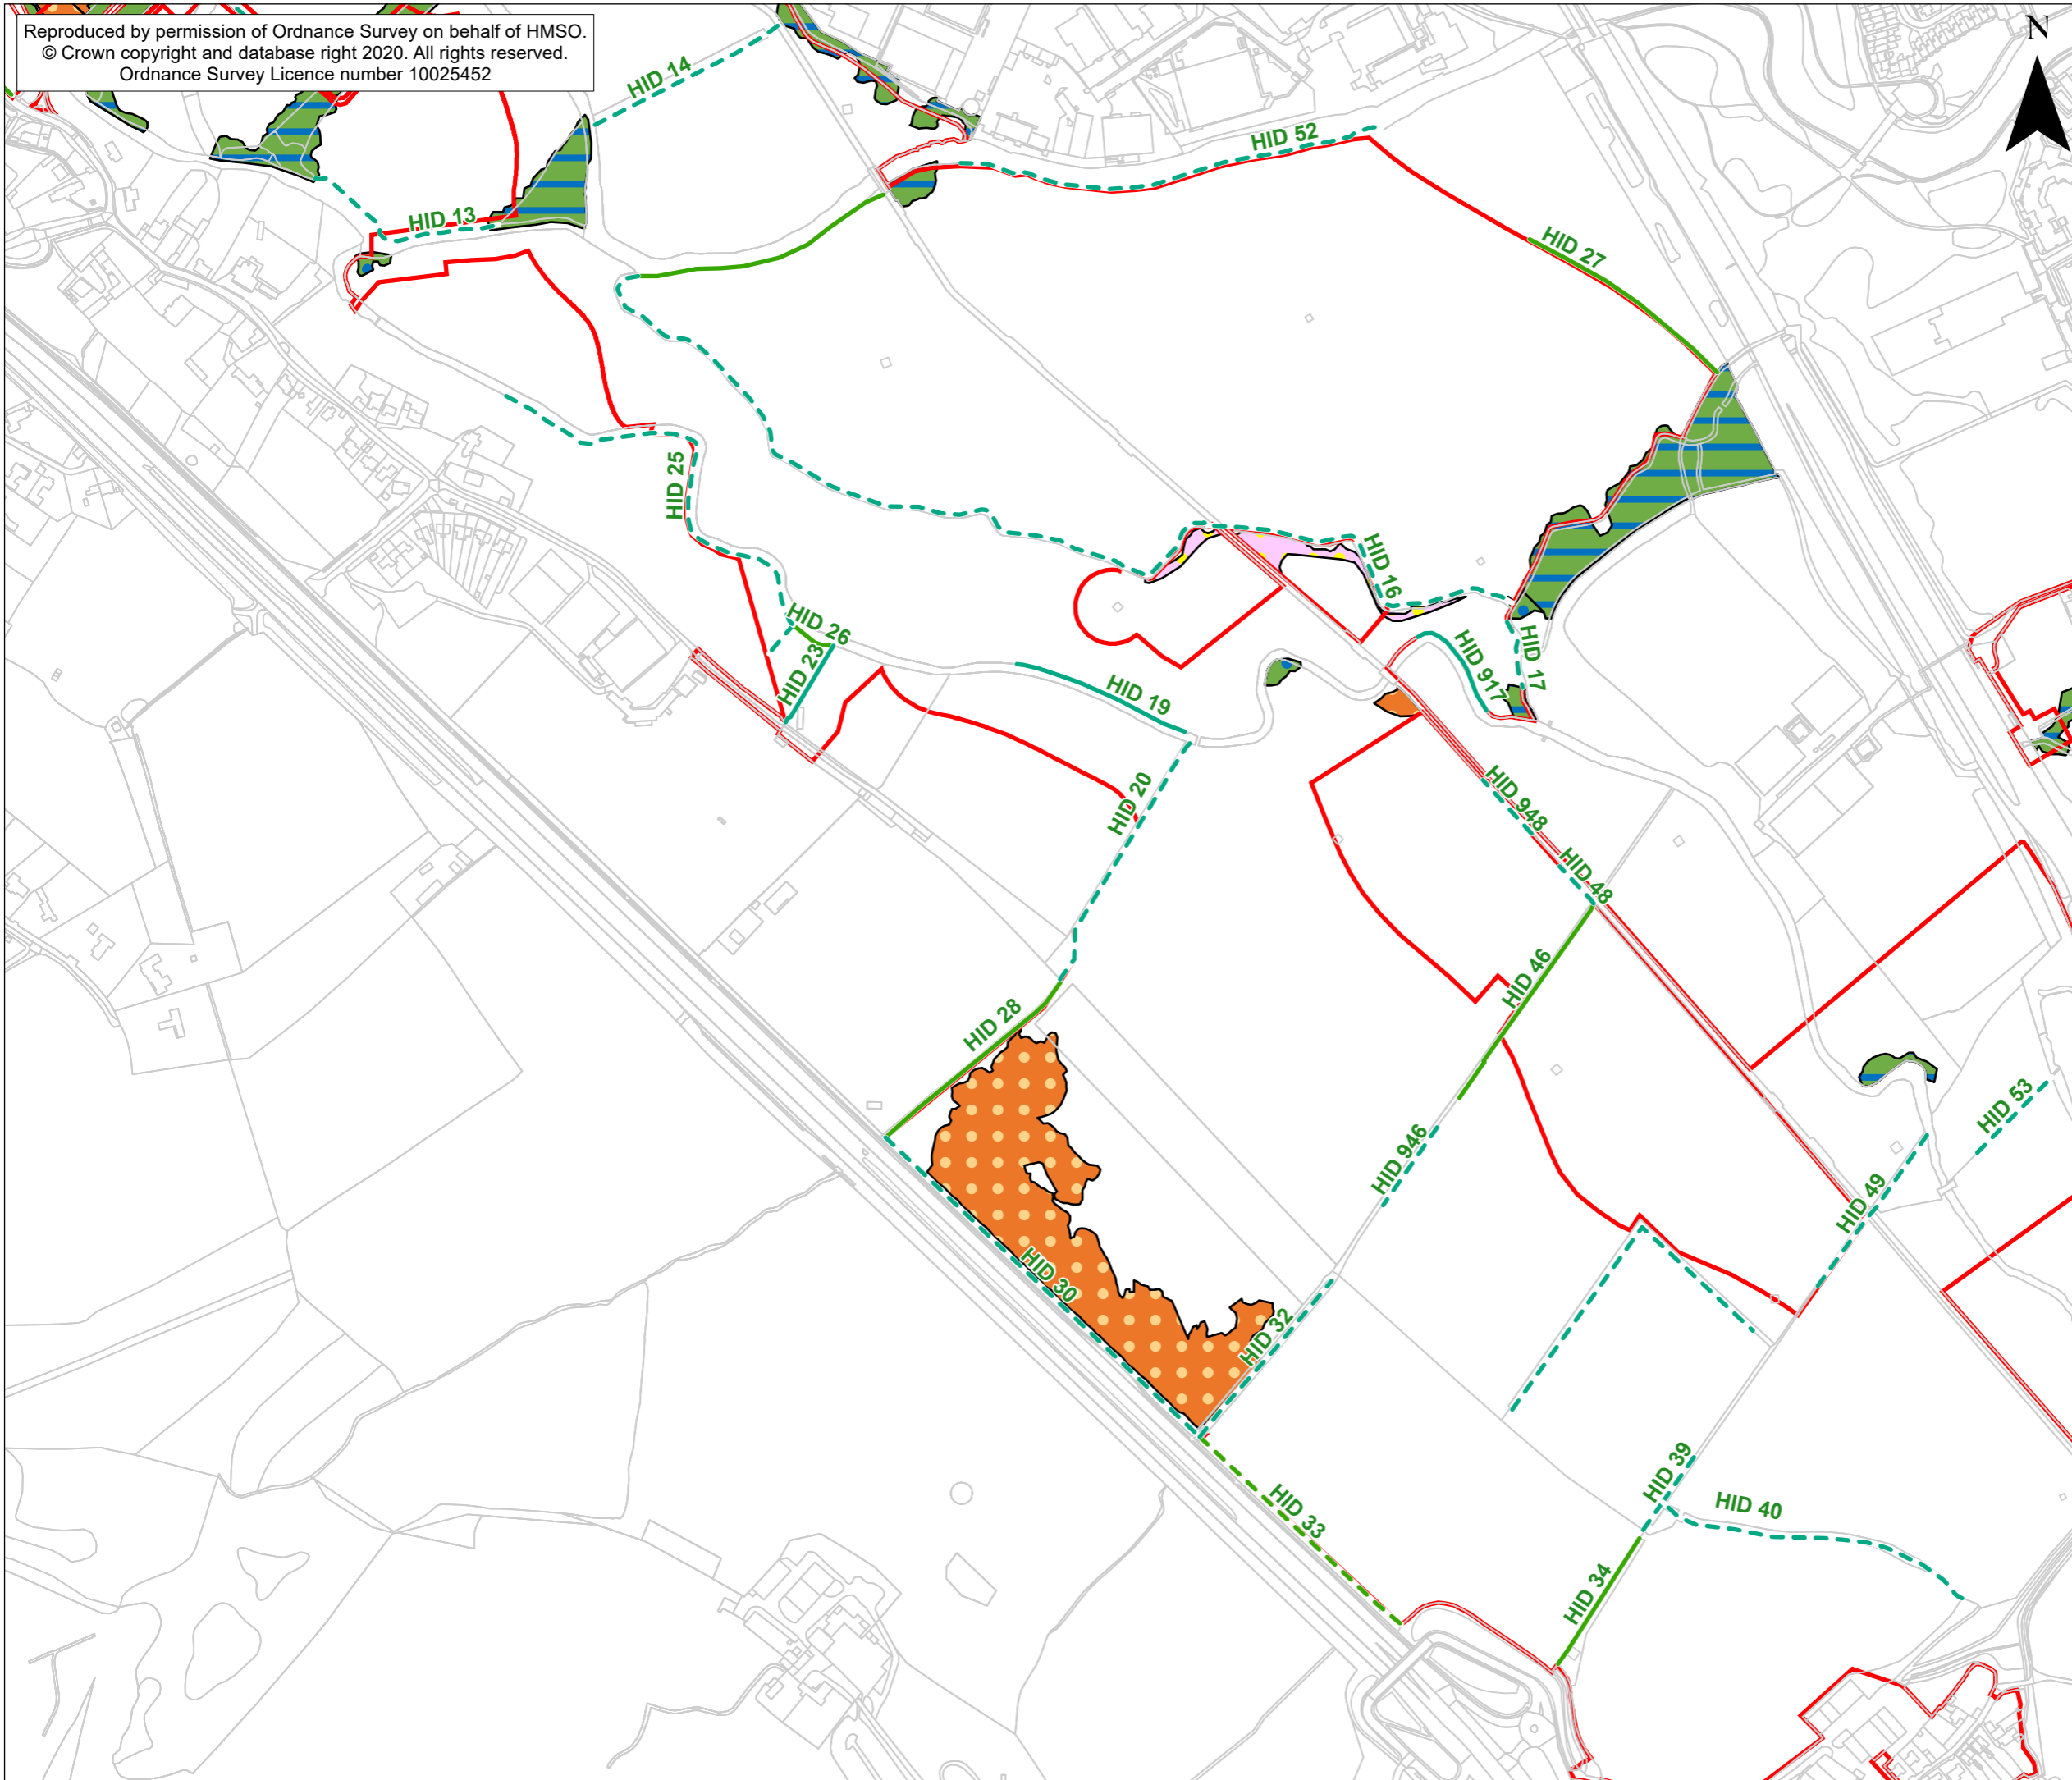 Reproduced by permission of Ordnance Survey on behalf of HMSO.
© Crown copyright and database right 2020. All rights reserved.
Ordnance Survey Licence number 10025452
N
HID 14
HID 52
HID 13
HID 27
HID 25
HID 16
HID 26
HID 23
HID 17
HID 917
HID 19
HID 20
HID 948
HID 48
HID 46
HID 28
HID 53
HID 946
HID 49
HID 30
HID 32
HID 39
HID 40
HID 33
HID 34